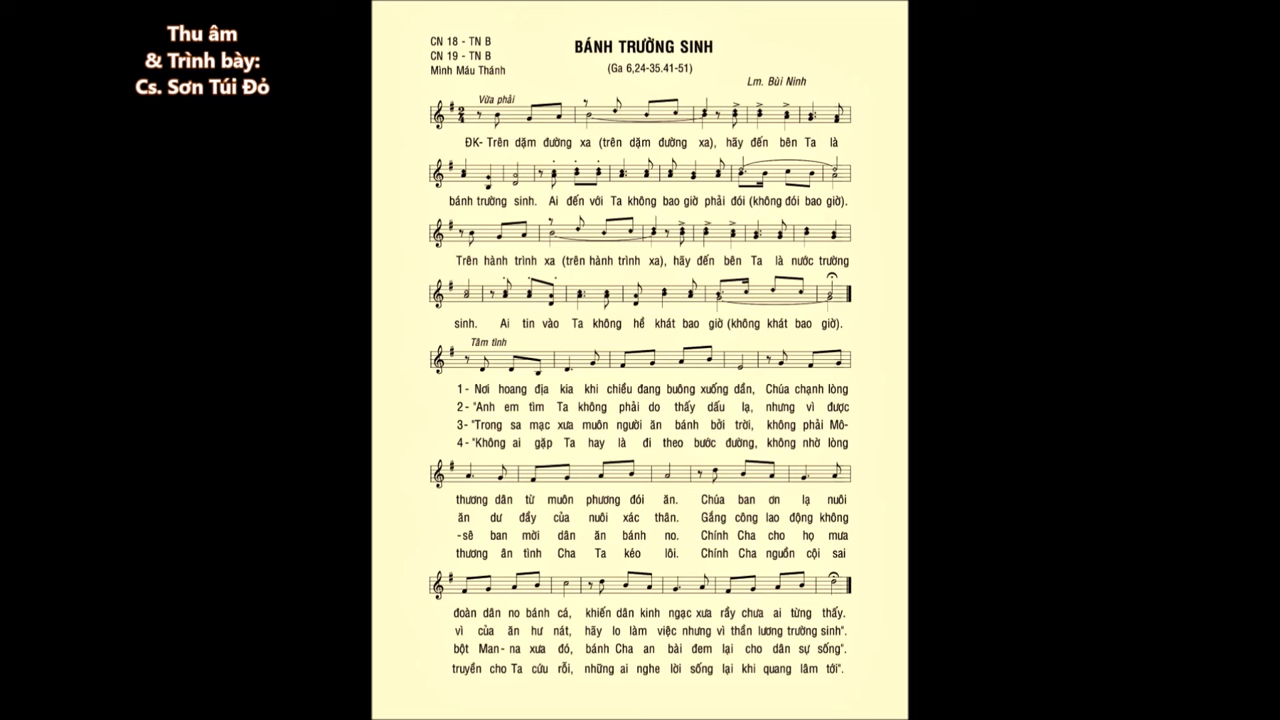 Thu âm
& Trình bày:
Cs. Sơn Túi Đỏ
CN 18 - TN B
CN 19 - TN B
Mình Máu Thánh
BÁNH TRƯỜNG SINH
(Ga 6,24-35.41-51)
Lm. Bùi Ninh
Vừa phải
2
4
ĐK- Trên dặm đường xa (trên dặm đường xa), hãy đến bên Ta là
bánh trường sinh. Ai đến với Ta không bao giờ phải đói (không đói bao giờ).
Trên hành trình xa (trên hành trình xa), hãy đến bên Ta là nước trường
sinh. Ai tin vào Ta không hề khát bao giờ (không khát bao giờ).
Tâm tình
1- Nơi hoang địa kia khi chiều đang buông xuống dần, Chúa chạnh lòng
2- "Anh em tìm Ta không phải do thấy dấu lạ, nhưng vì được
3- "Trong sa mạc xưa muôn người ăn bánh bởi trời, không phải Mô-
4- "Không ai gặp Ta hay là đi theo bước đường, không nhờ lòng
thương dân từ muôn phương đói ăn. Chúa ban ơn lạ nuôi
ăn dư đầy của nuôi xác thân. Gắng công lao động không
-sê ban mời dân ăn bánh no. Chính Cha cho họ mưa
thương ân tình Cha Ta kéo lôi. Chính Cha nguồn cội sai
đoàn dân no bánh cá, khiến dân kinh ngạc xưa rầy chưa ai từng thấy.
vì của ăn hư nát, hãy lo làm việc nhưng vì thần lương trường sinh".
bột Man-na xưa đó, bánh Cha an bài đem lại cho dân sự sống".
truyền cho Ta cứu rỗi, những ai nghe lời sống lại khi quang lâm tới".